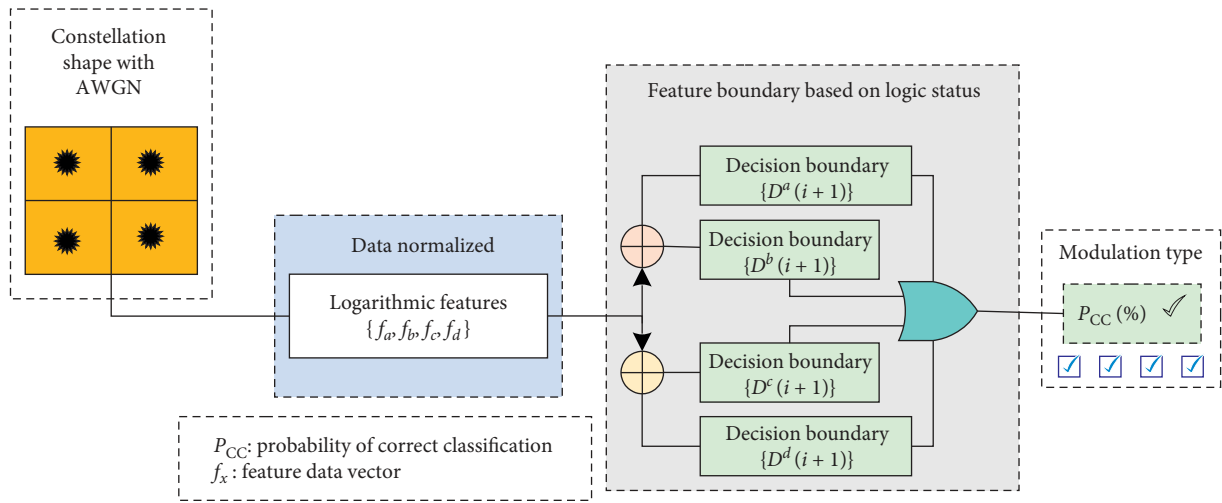 Constellation
shape with
AWGN
Data normalized
Logarithmic features
{f_a, f_b, f_c, f_d}
P_CC: probability of correct classification
f_x : feature data vector
Feature boundary based on logic status
Decision boundary
{D^a (i + 1)}
Decision boundary
{D^b (i + 1)}
Decision boundary
{D^c (i + 1)}
Decision boundary
{D^d (i + 1)}
Modulation type
P_CC (%)